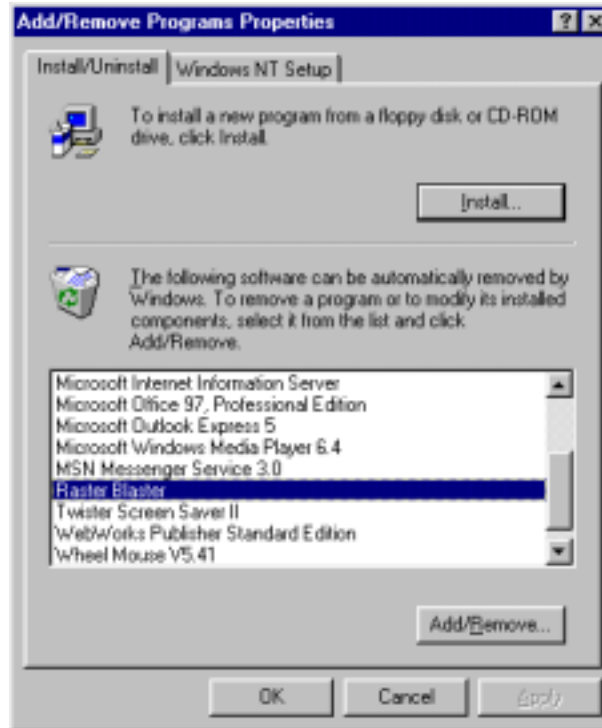 Add/Remove Programs Properties
Install/Uninstall
Windows NT Setup
To install a new program from a floppy disk or CD-ROM
drive, click Install.
Install...
The following software can be automatically removed by
Windows. To remove a program or to modify its installed
components, select it from the list and click
Add/Remove.
Microsoft Internet Information Server
Microsoft Office 97, Professional Edition
Microsoft Outlook Express 5
Microsoft Windows Media Player 6.4
MSN Messenger Service 3.0
Raster Blaster
Twister Screen Saver II
WebWorks Publisher Standard Edition
Wheel Mouse V5.41
Add/Remove...
OK
Cancel
Apply